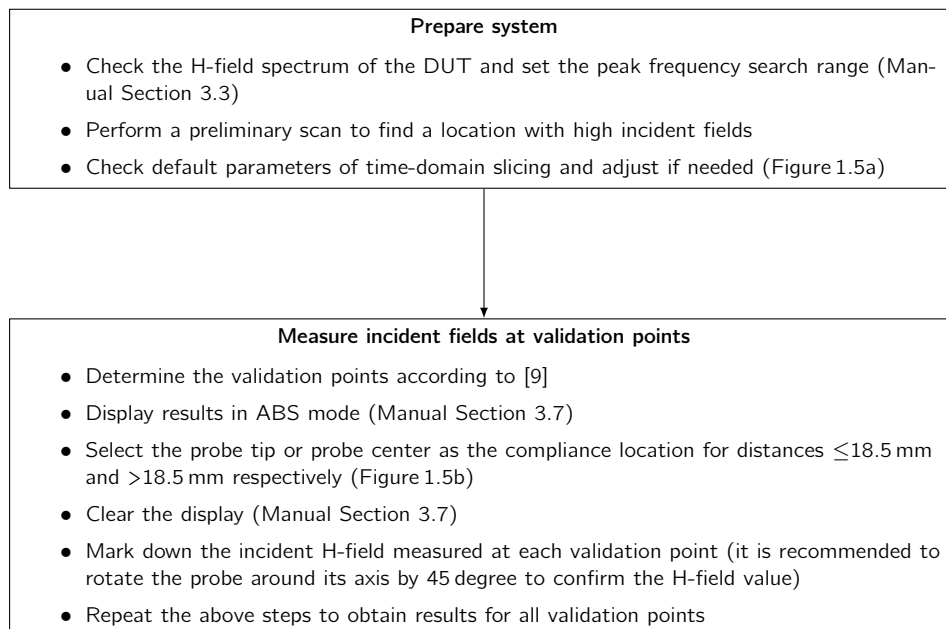 Prepare system
● Check the H-field spectrum of the DUT and set the peak frequency search range (Man-
ual Section 3.3)
● Perform a preliminary scan to find a location with high incident fields
● Check default parameters of time-domain slicing and adjust if needed (Figure 1.5a)
Measure incident fields at validation points
● Determine the validation points according to [9]
● Display results in ABS mode (Manual Section 3.7)
● Select the probe tip or probe center as the compliance location for distances ≤18.5 mm
and >18.5 mm respectively (Figure 1.5b)
● Clear the display (Manual Section 3.7)
● Mark down the incident H-field measured at each validation point (it is recommended to
rotate the probe around its axis by 45 degree to confirm the H-field value)
● Repeat the above steps to obtain results for all validation points